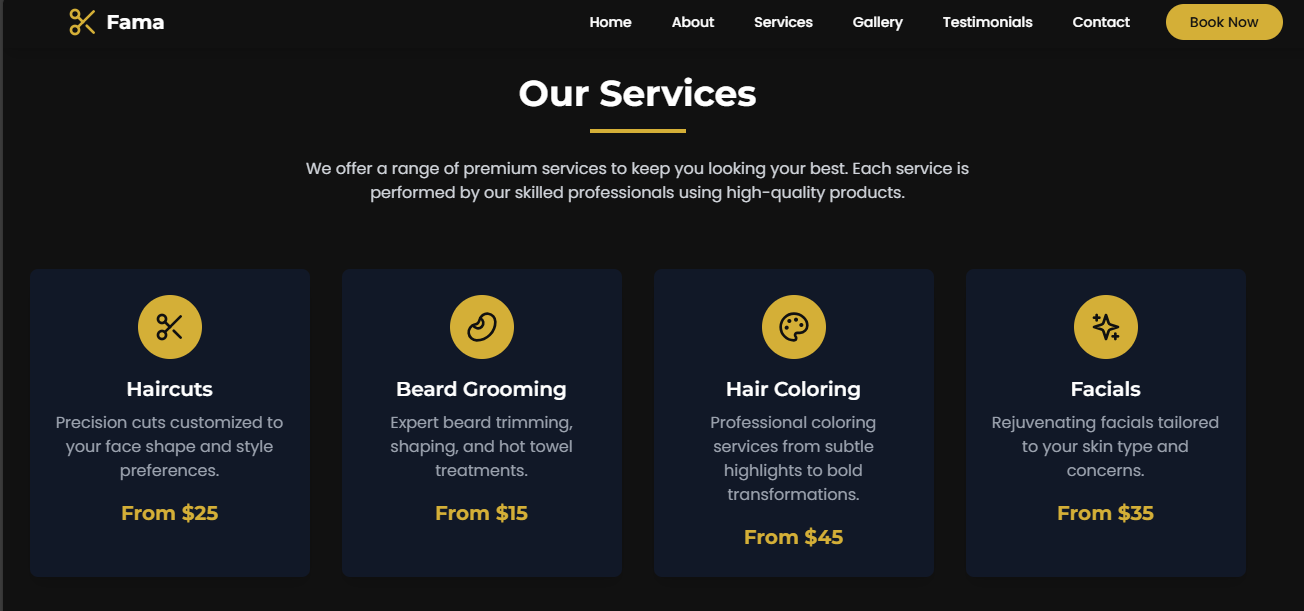 Fama
Home
About
Services
Gallery
Testimonials
Contact
Book Now
Our Services
We offer a range of premium services to keep you looking your best. Each service is
performed by our skilled professionals using high-quality products.
Haircuts
Precision cuts customized to
your face shape and style
preferences.
From $25
Beard Grooming
Expert beard trimming,
shaping, and hot towel
treatments.
From $15
Hair Coloring
Professional coloring
services from subtle
highlights to bold
transformations.
From $45
Facials
Rejuvenating facials tailored
to your skin type and
concerns.
From $35